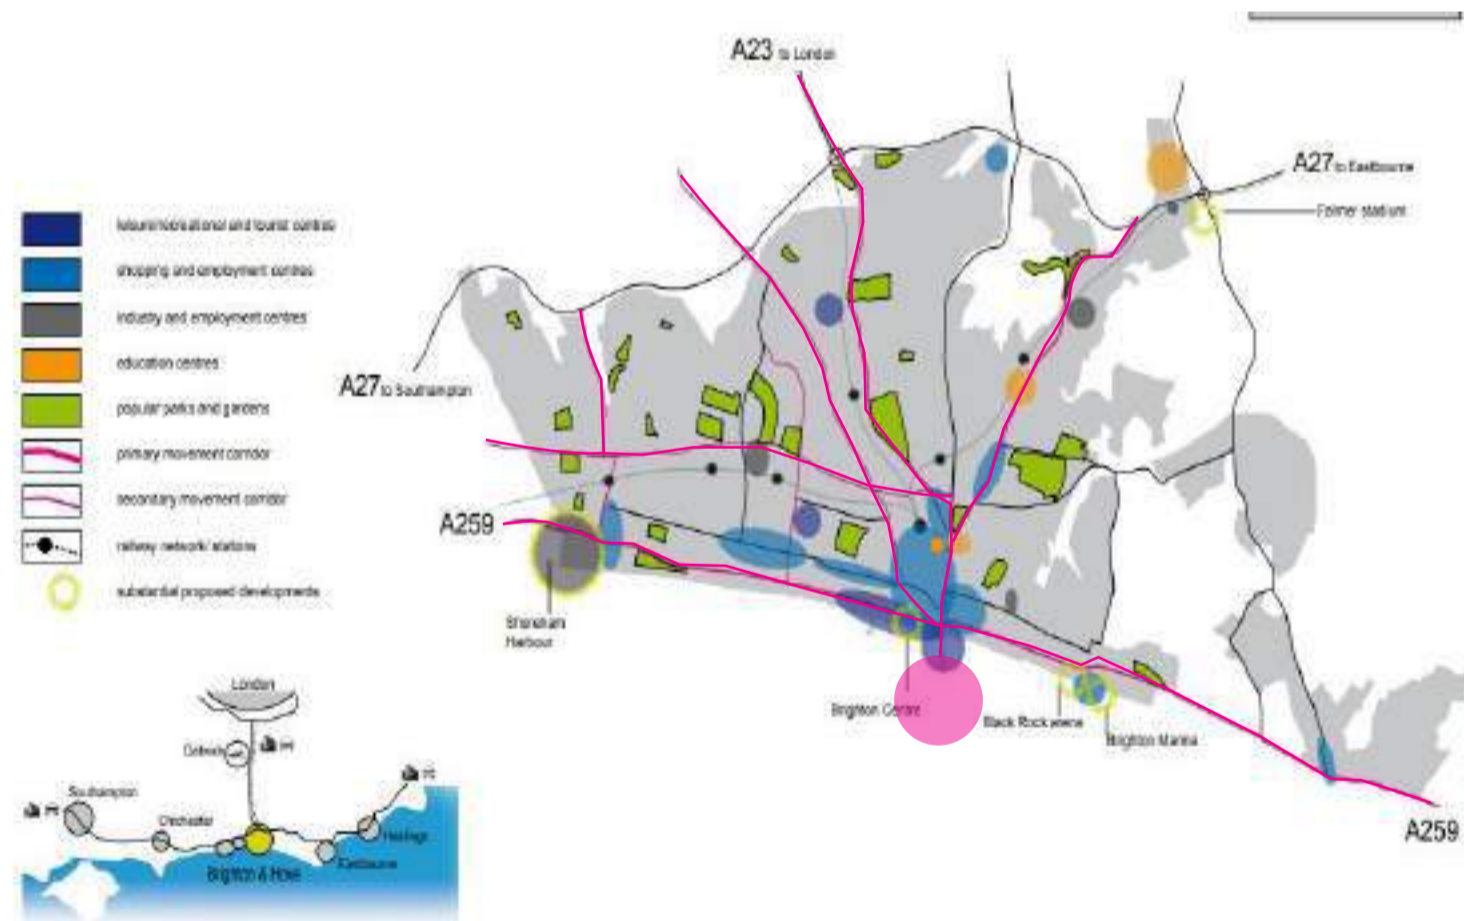 A23 to London
A27 to Eastbourne
Falmer stadium
leisure/recreational and tourist centres
shopping and employment centres
industry and employment centres
education centres
popular parks and gardens
primary movement corridor
secondary movement corridor
railway network/ stations
substantial proposed developments
A27 to Southampton
A259
Shoreham
Harbour
Brighton Centre
Black Rock arena
Brighton Marina
A259
London
Gatwick
Southampton
Chichester
Hastings
Eastbourne
Brighton & Hove